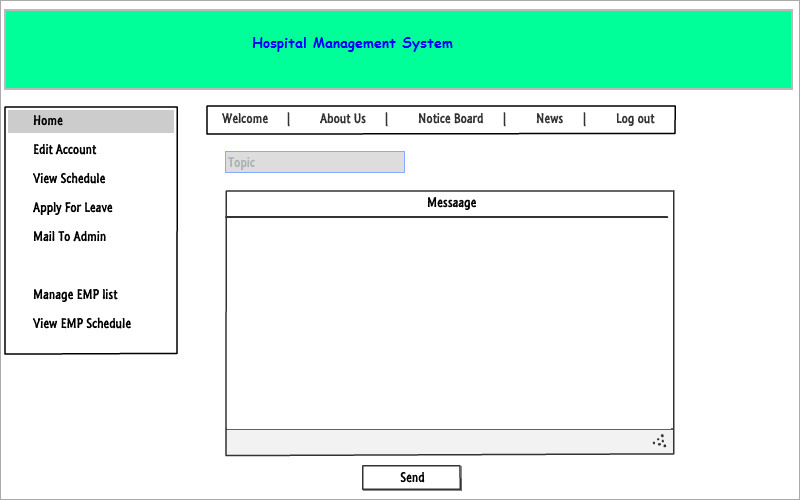 Hospital Management System
Home
Edit Account
View Schedule
Apply For Leave
Mail To Admin
Manage EMP list
View EMP Schedule
Welcome | About Us | Notice Board | News | Log out
Topic
Messaage
Send